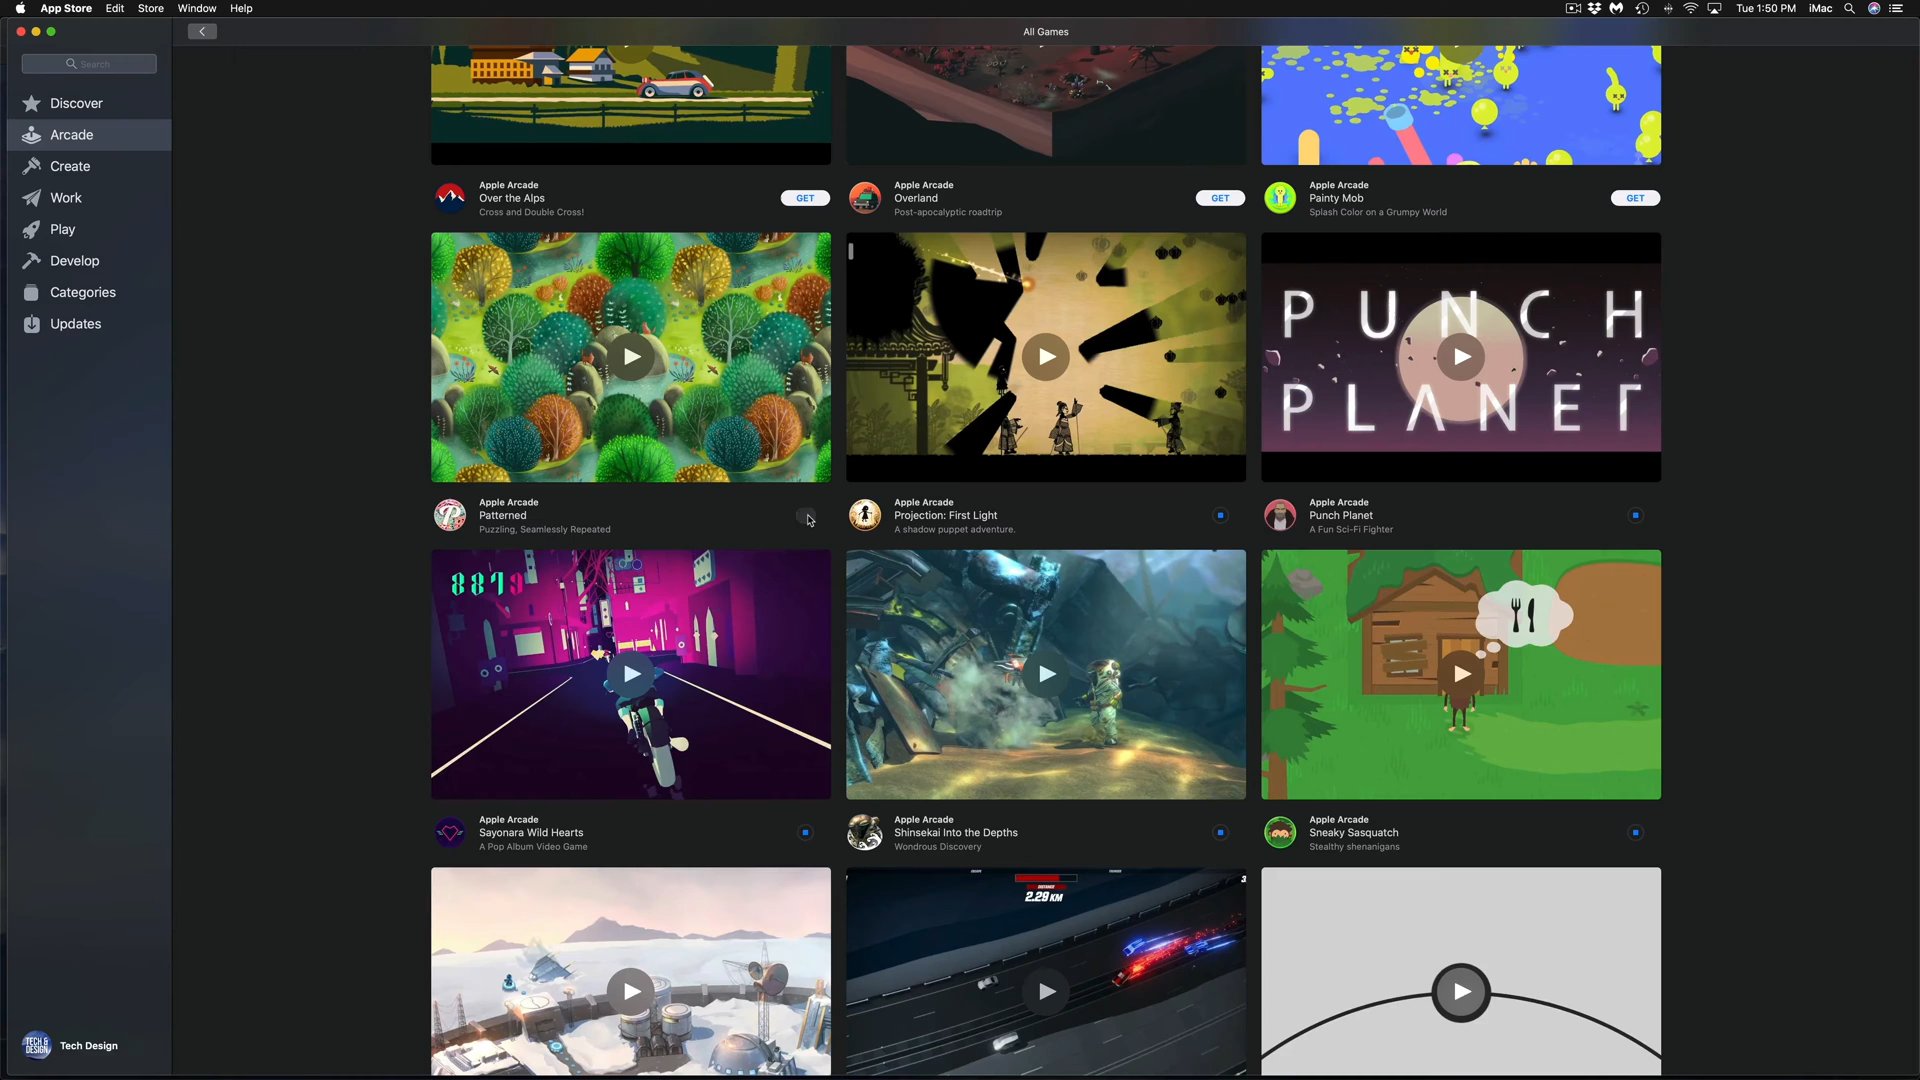 App Store Edit Store Window Help
Tue 1:50 PM iMac
All Games
Search
Discover
Arcade
Create
Work
Play
Develop
Categories
Updates
TECH &
DESIGN
Tech Design
Apple Arcade
Over the Alps
Cross and Double Cross!
GET
Apple Arcade
Overland
Post-apocalyptic roadtrip
GET
Apple Arcade
Painty Mob
Splash Color on a Grumpy World
GET
PUNCH
PLANET
Apple Arcade
Patterned
Puzzling, Seamlessly Repeated
Apple Arcade
Projection: First Light
A shadow puppet adventure.
Apple Arcade
Punch Planet
A Fun Sci-Fi Fighter
8879
Apple Arcade
Sayonara Wild Hearts
A Pop Album Video Game
Apple Arcade
Shinsekai Into the Depths
Wondrous Discovery
Apple Arcade
Sneaky Sasquatch
Stealthy shenanigans
DISTANCE
2.29 KM